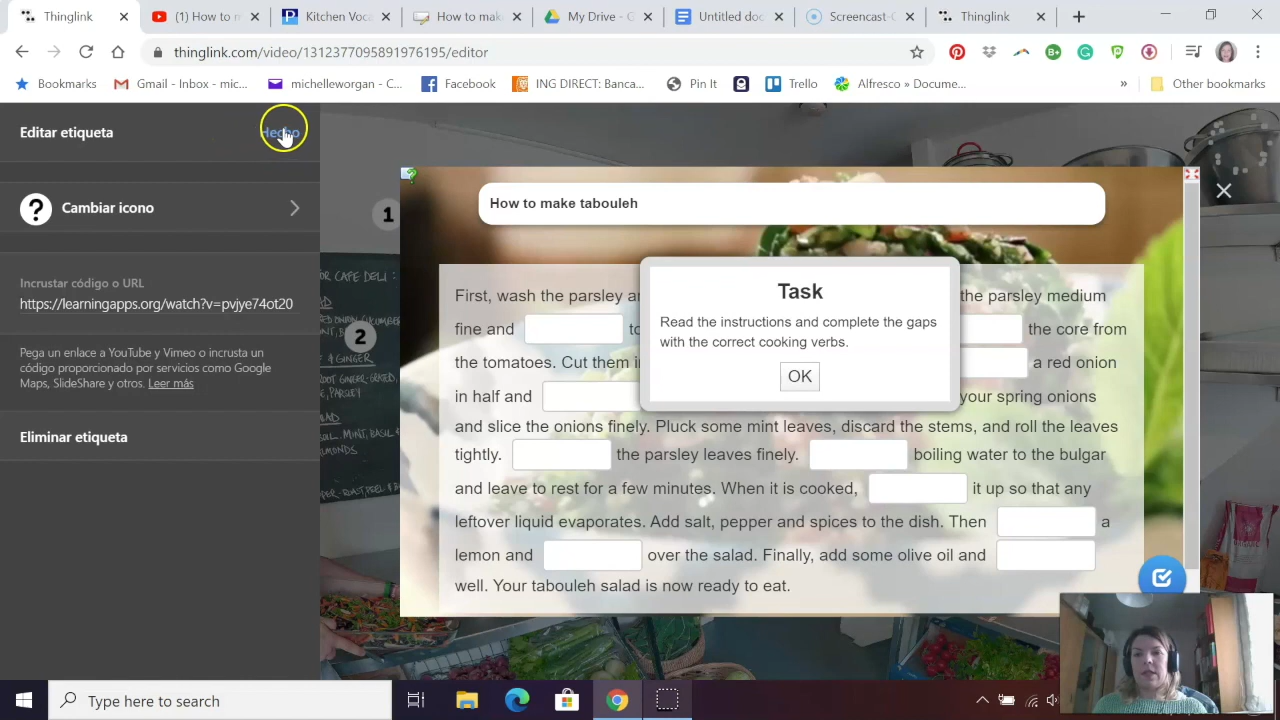 Thinglink
(1) How to m
Kitchen Voca
How to make
My Drive - G
Untitled doc
Screencast-O
Thinglink
thinglink.com/video/1312377095891976195/editor
Bookmarks
Gmail - Inbox - mic...
michelleworgan - C...
Facebook
ING DIRECT: Banca...
Pin It
Trello
Alfresco » Docume...
»
Other bookmarks
Editar etiqueta
Hecho
Cambiar icono
Incrustar código o URL
https://learningapps.org/watch?v=pvjye74ot20
Pega un enlace a YouTube y Vimeo o incrusta un
código proporcionado por servicios como Google
Maps, SlideShare y otros. Leer más
Eliminar etiqueta
1
2
How to make tabouleh
First, wash the parsley an the parsley medium
fine and to the core from
the tomatoes. Cut them in a red onion
in half and your spring onions
and slice the onions finely. Pluck some mint leaves, discard the stems, and roll the leaves
tightly. the parsley leaves finely. boiling water to the bulgar
and leave to rest for a few minutes. When it is cooked, it up so that any
leftover liquid evaporates. Add salt, pepper and spices to the dish. Then a
lemon and over the salad. Finally, add some olive oil and
well. Your tabouleh salad is now ready to eat.
Task
Read the instructions and complete the gaps
with the correct cooking verbs.
OK
Type here to search